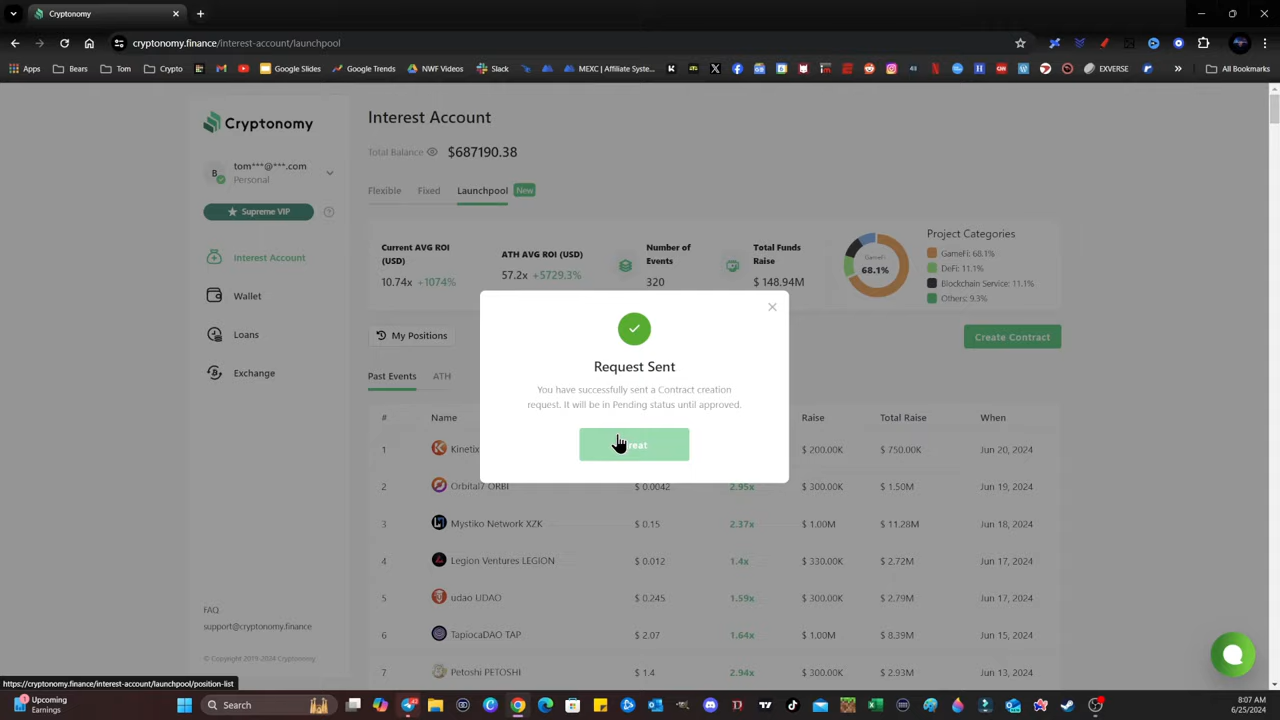 Cryptonomy
cryptonomy.finance/interest-account/launchpool
Apps
Bears
Tom
Crypto
Google Slides
Google Trends
NWF Videos
Slack
MEXC | Affiliate Syste...
EXVERSE
All Bookmarks
Cryptonomy
Interest Account
Total Balance $687190.38
B tom***@***.com
Personal
Supreme VIP
Flexible Fixed Launchpool New
Interest Account
Wallet
Loans
Exchange
FAQ
support@cryptonomy.finance
© Copyright 2019-2024 Cryptonomy
Current AVG ROI
(USD)
10.74x +1074%
ATH AVG ROI (USD)
57.2x +5729.3%
Number of
Events
320
Total Funds
Raise
$ 148.94M
GameFi
68.1%
Project Categories
GameFi: 68.1%
DeFi: 11.1%
Blockchain Service: 11.1%
Others: 9.3%
My Positions
Create Contract
Request Sent
You have successfully sent a Contract creation
request. It will be in Pending status until approved.
Past Events ATH
# Name Raise Total Raise When
1 Kinetix $ 200.00K $ 750.00K Jun 20, 2024
2 Orbital7 ORBI $ 0.0042 2.95x $ 300.00K $ 1.50M Jun 19, 2024
3 Mystiko Network XZK $ 0.15 2.37x $ 1.00M $ 11.28M Jun 18, 2024
4 Legion Ventures LEGION $ 0.012 1.4x $ 330.00K $ 2.72M Jun 17, 2024
5 udao UDAO $ 0.245 1.59x $ 300.00K $ 2.79M Jun 17, 2024
6 TapiocaDAO TAP $ 2.07 1.64x $ 1.00M $ 8.39M Jun 15, 2024
7 Petoshi PETOSHI $ 1.4 2.94x $ 300.00K $ 2.93M Jun 14, 2024
https://cryptonomy.finance/interest-account/launchpool/position-list
Upcoming
Earnings
Search
8:07 AM
6/25/2024